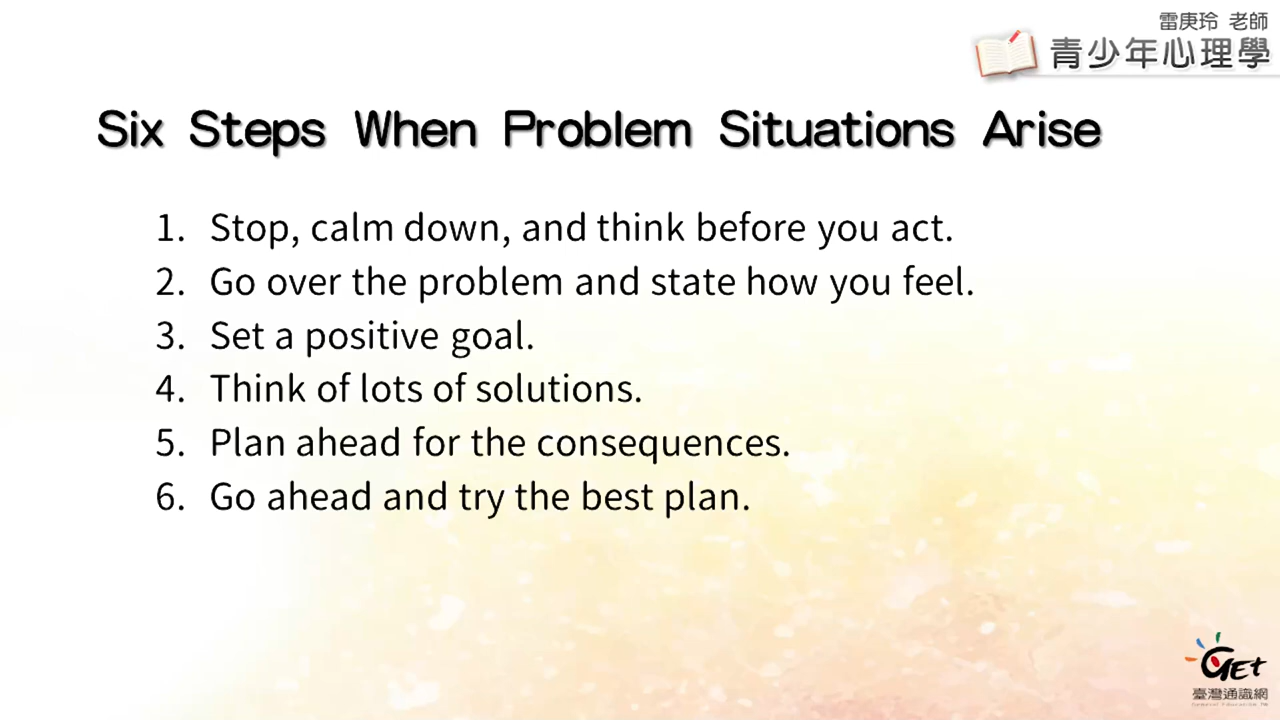 雷庚玲 老師
青少年心理學
Six Steps When Problem Situations Arise
1. Stop, calm down, and think before you act.
2. Go over the problem and state how you feel.
3. Set a positive goal.
4. Think of lots of solutions.
5. Plan ahead for the consequences.
6. Go ahead and try the best plan.
GEt
臺灣通識網